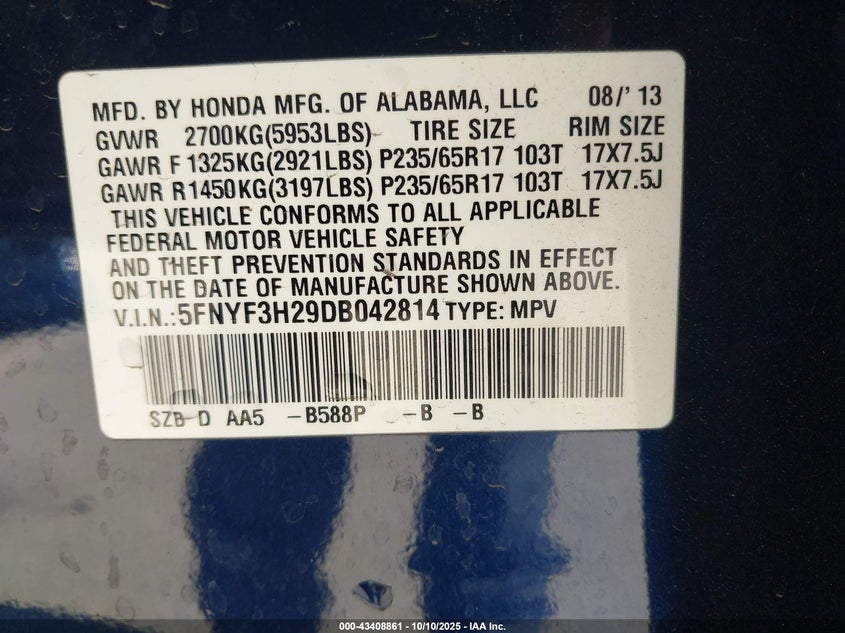 MFD. BY HONDA MFG. OF ALABAMA, LLC 08/'13
GVWR 2700KG(5953LBS) TIRE SIZE RIM SIZE
GAWR F 1325KG(2921LBS) P235/65R17 103T 17X7.5J
GAWR R1450KG(3197LBS) P235/65R17 103T 17X7.5J
THIS VEHICLE CONFORMS TO ALL APPLICABLE
FEDERAL MOTOR VEHICLE SAFETY
AND THEFT PREVENTION STANDARDS IN EFFECT
ON THE DATE OF MANUFACTURE SHOWN ABOVE.
V.I.N.:5FNYF3H29DB042814 TYPE: MPV
SZB-D AA5 -B588P -B -B
000-43408861 - 10/10/2025 - IAA Inc.